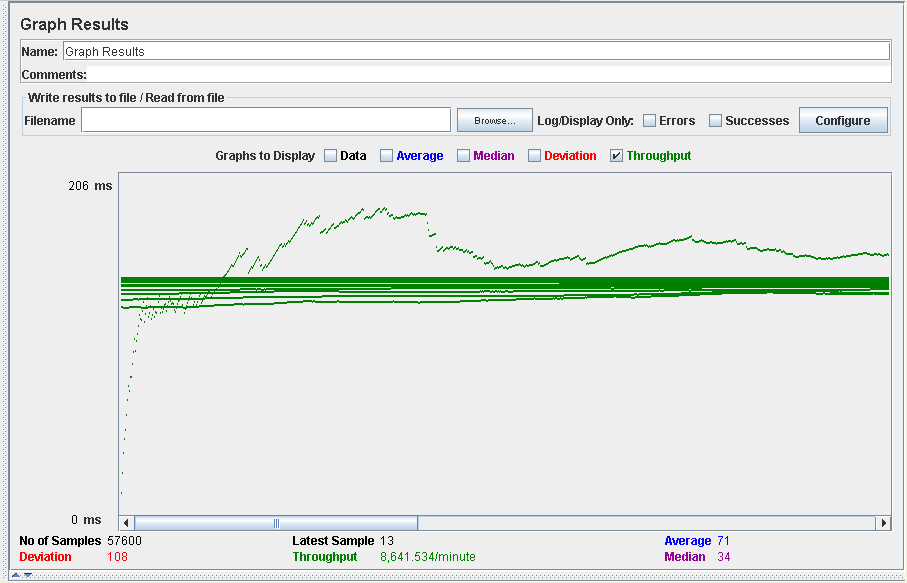 Graph Results
Name: Graph Results
Comments:
Write results to file / Read from file
Filename Browse... Log/Display Only: Errors Successes Configure
Graphs to Display Data Average Median Deviation Throughput
206 ms
0 ms
No of Samples 57600 Latest Sample 13 Average 71
Deviation 108 Throughput 8,641.534/minute Median 34